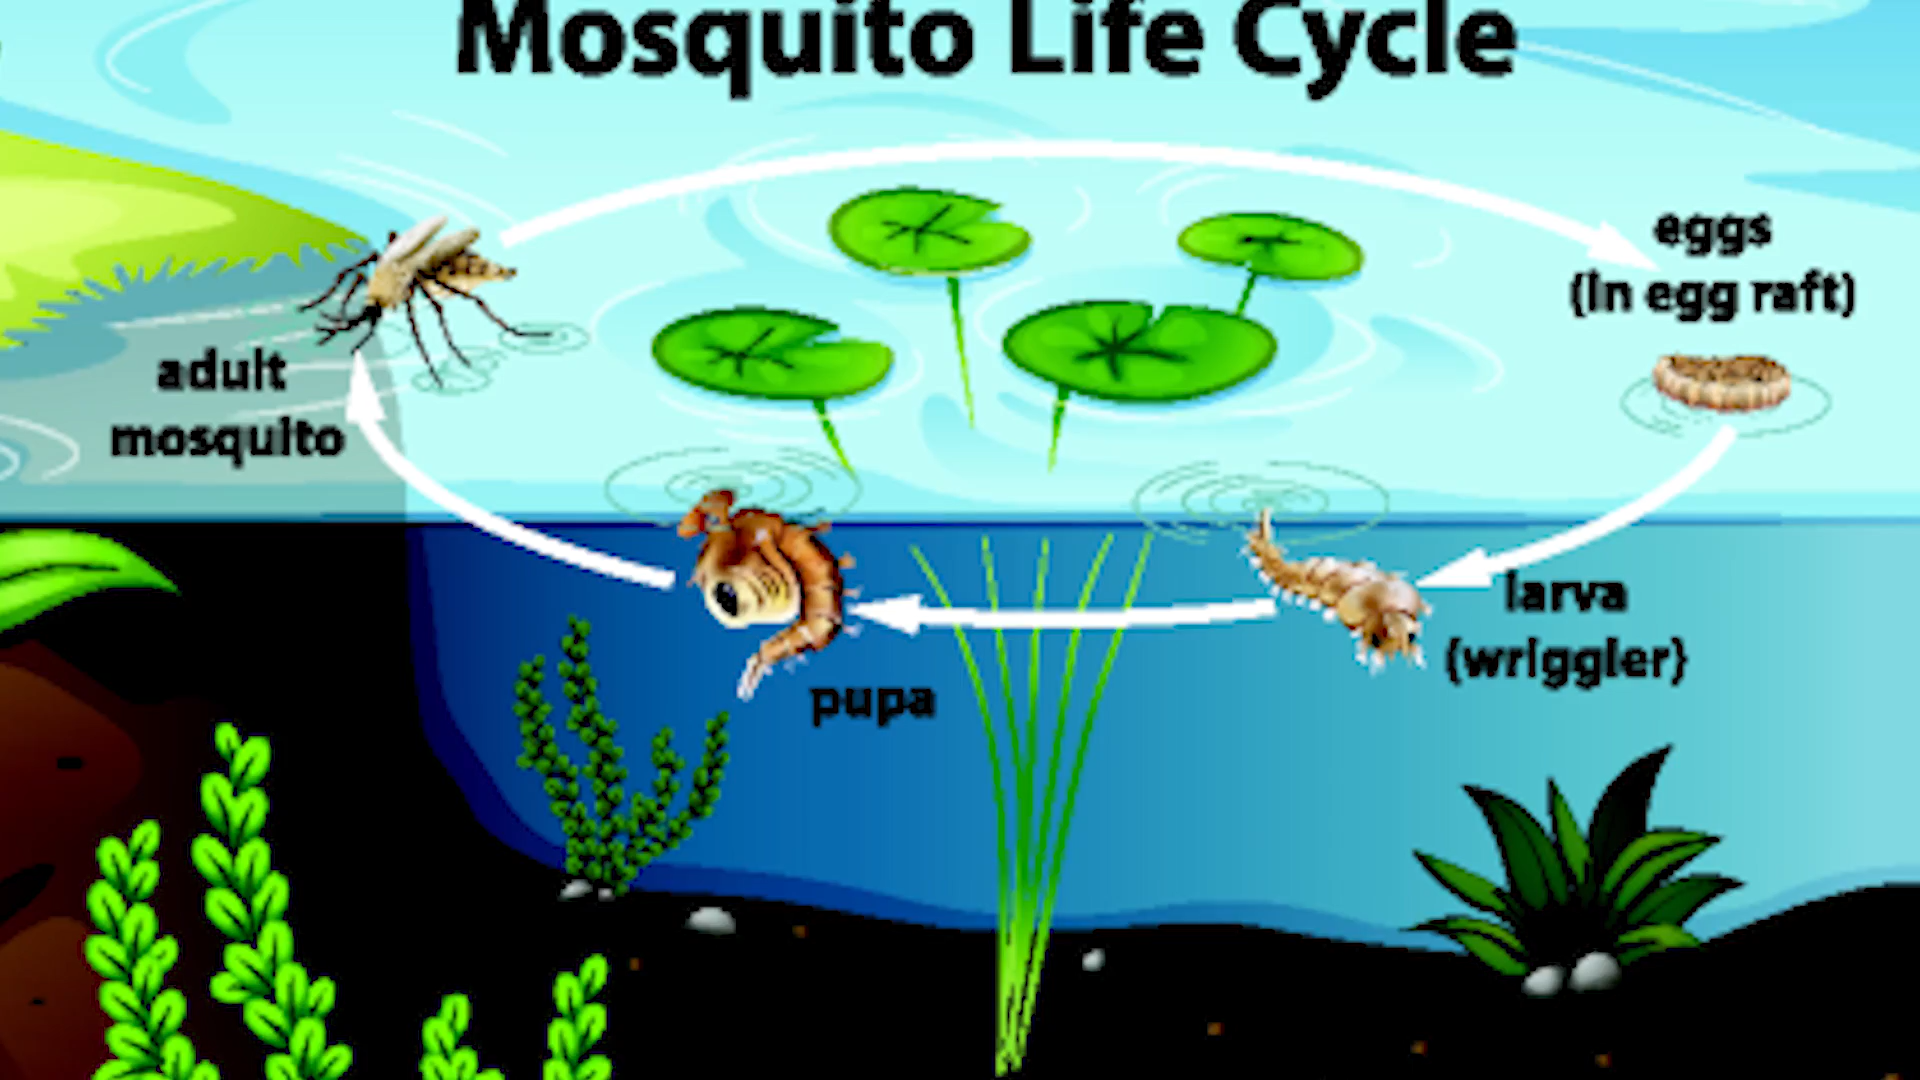 Mosquito Life Cycle
eggs
(in egg raft)
adult
mosquito
larva
(wriggler}
pupa